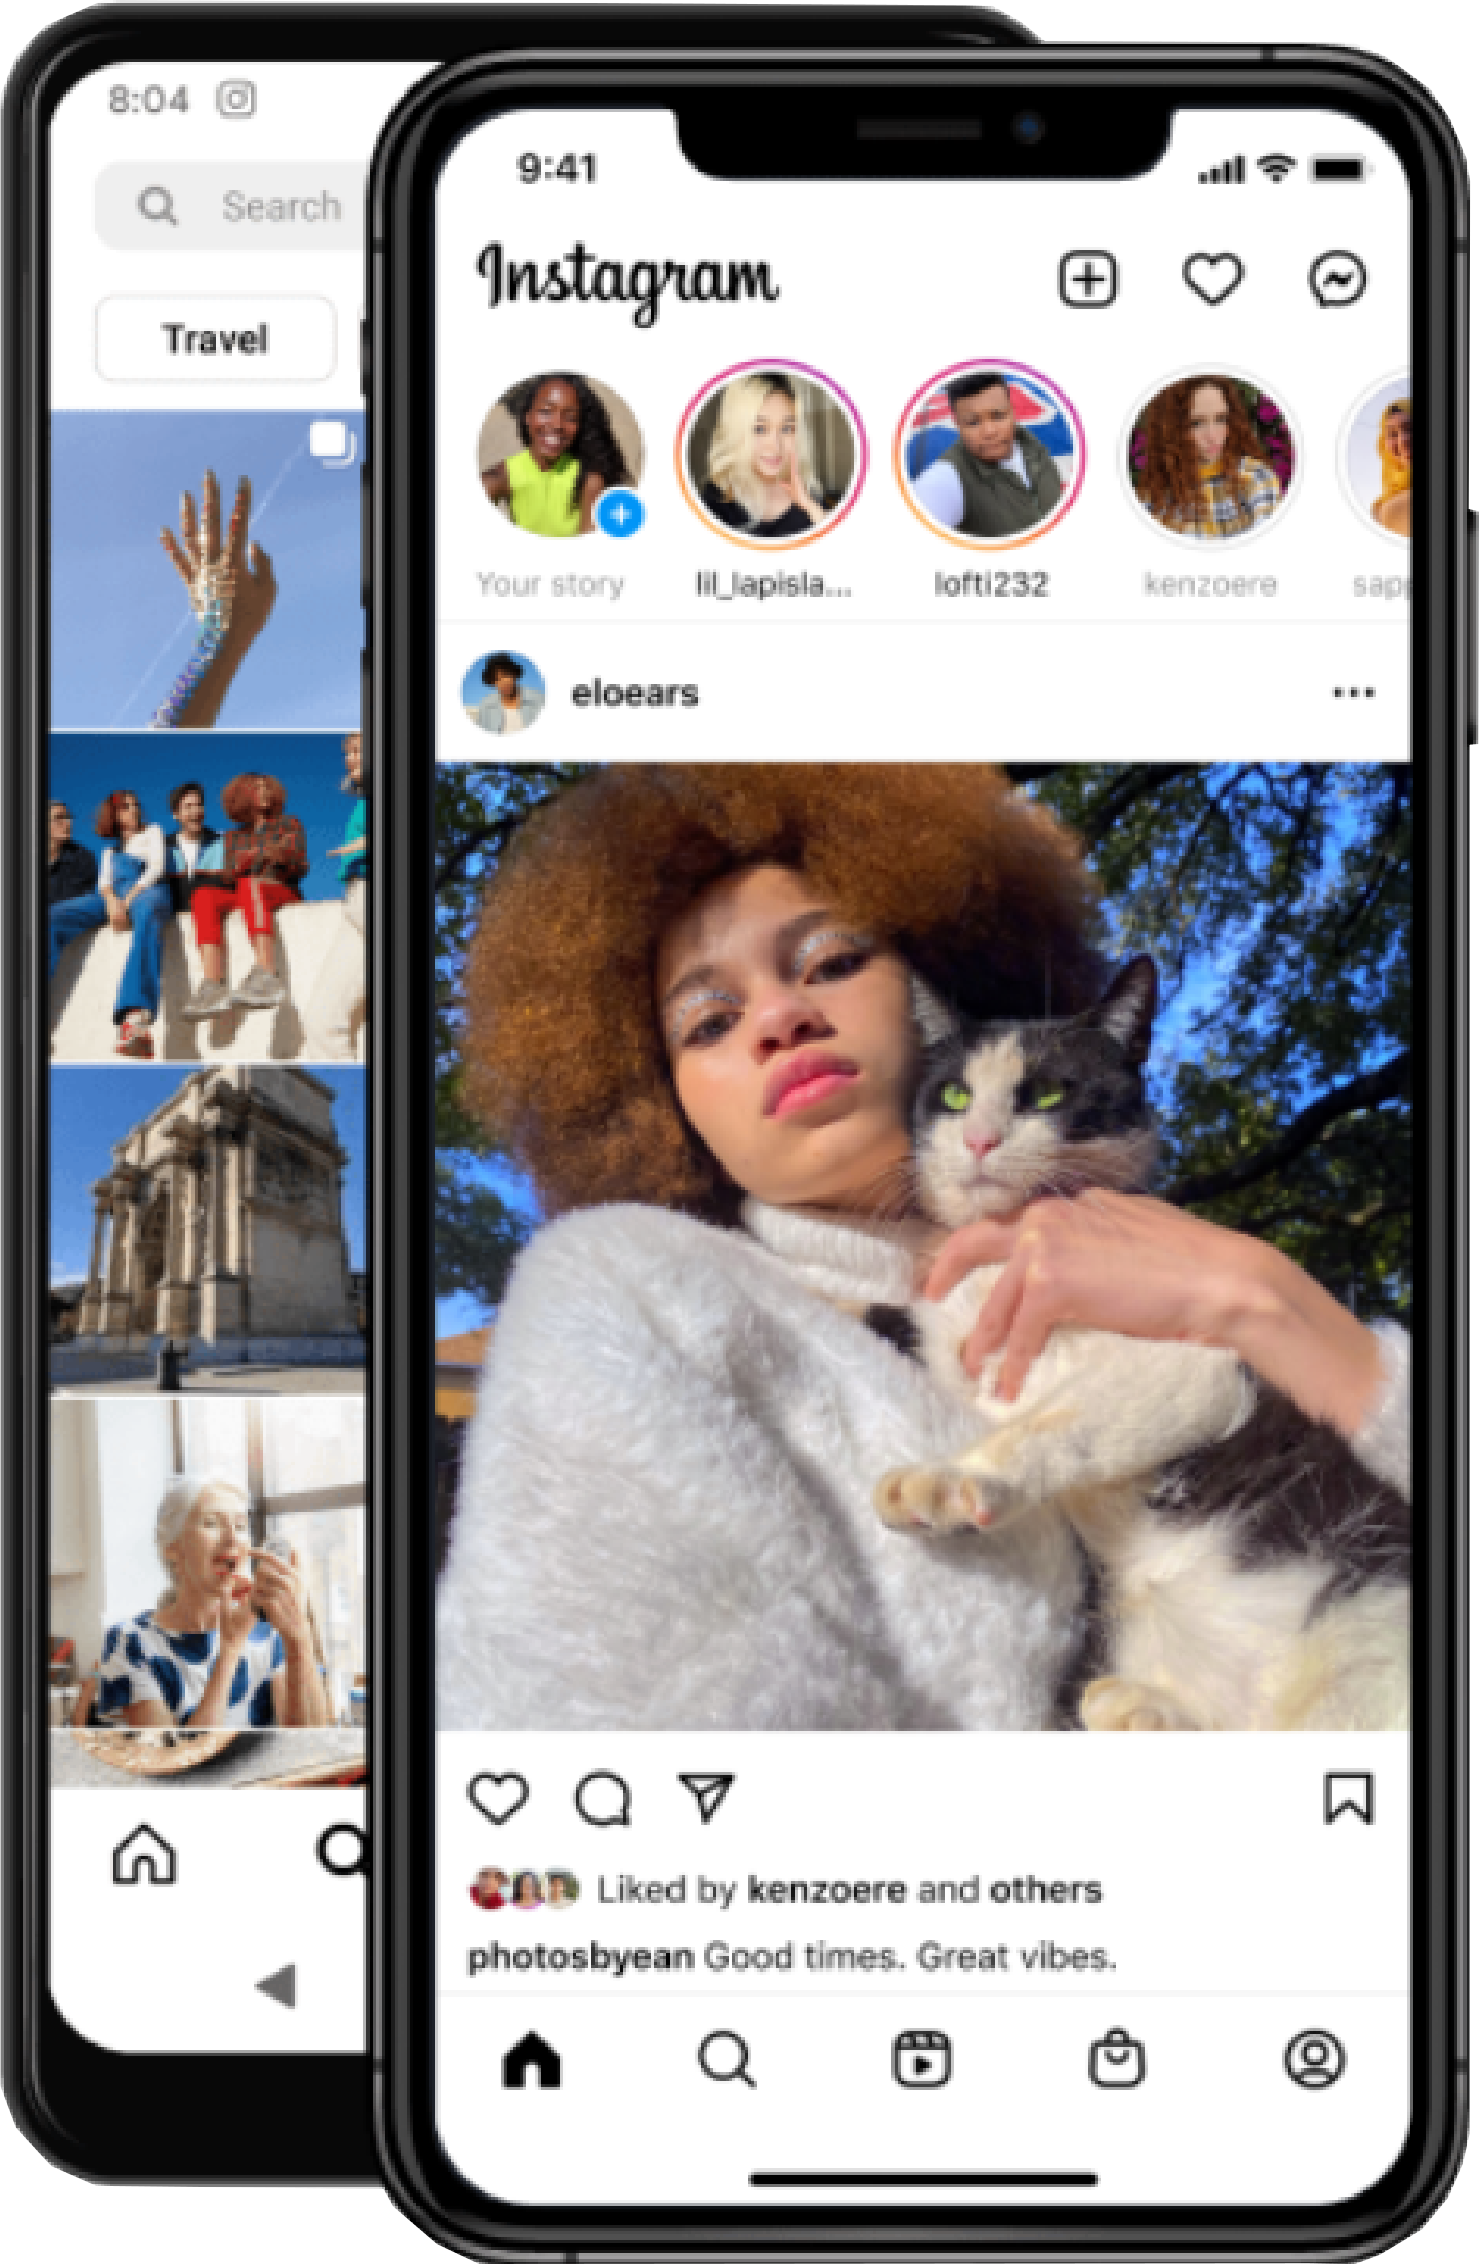 8:04
Search
Travel
9:41
Instagram
Your story
lil_lapisla...
lofti232
kenzoere
sapp
eloears
Liked by kenzoere and others
photosbyean Good times. Great vibes.